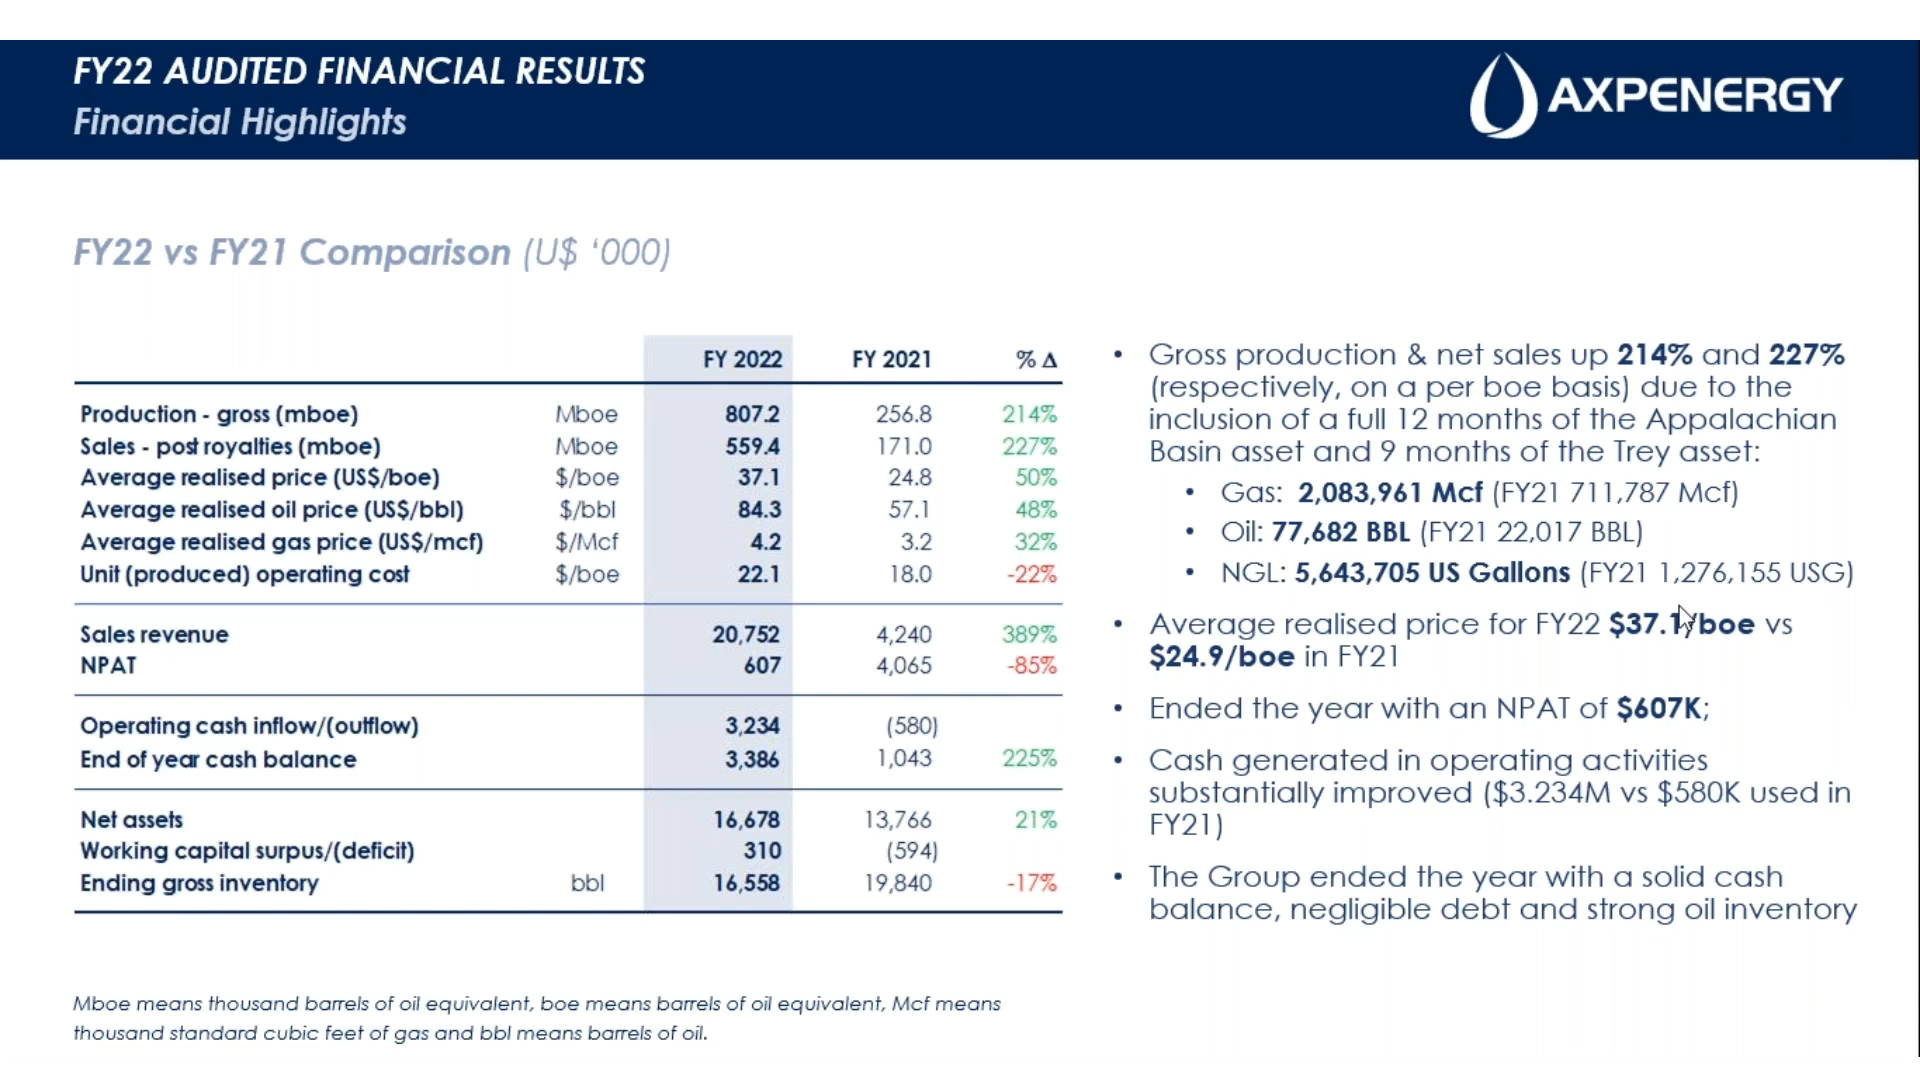 FY22 AUDITED FINANCIAL RESULTS
Financial Highlights
AXPENERGY
FY22 vs FY21 Comparison (U$ ‘000)
FY 2022 FY 2021 % Δ
Production - gross (mboe) Mboe 807.2 256.8 214%
Sales - post royalties (mboe) Mboe 559.4 171.0 227%
Average realised price (US$/boe) $/boe 37.1 24.8 50%
Average realised oil price (US$/bbl) $/bbl 84.3 57.1 48%
Average realised gas price (US$/mcf) $/Mcf 4.2 3.2 32%
Unit (produced) operating cost $/boe 22.1 18.0 -22%
Sales revenue 20,752 4,240 389%
NPAT 607 4,065 -85%
Operating cash inflow/(outflow) 3,234 (580)
End of year cash balance 3,386 1,043 225%
Net assets 16,678 13,766 21%
Working capital surpus/(deficit) 310 (594)
Ending gross inventory bbl 16,558 19,840 -17%
• Gross production & net sales up 214% and 227%
(respectively, on a per boe basis) due to the
inclusion of a full 12 months of the Appalachian
Basin asset and 9 months of the Trey asset:
• Gas: 2,083,961 Mcf (FY21 711,787 Mcf)
• Oil: 77,682 BBL (FY21 22,017 BBL)
• NGL: 5,643,705 US Gallons (FY21 1,276,155 USG)
• Average realised price for FY22 $37.1/boe vs
$24.9/boe in FY21
• Ended the year with an NPAT of $607K;
• Cash generated in operating activities
substantially improved ($3.234M vs $580K used in
FY21)
• The Group ended the year with a solid cash
balance, negligible debt and strong oil inventory
Mboe means thousand barrels of oil equivalent, boe means barrels of oil equivalent, Mcf means
thousand standard cubic feet of gas and bbl means barrels of oil.